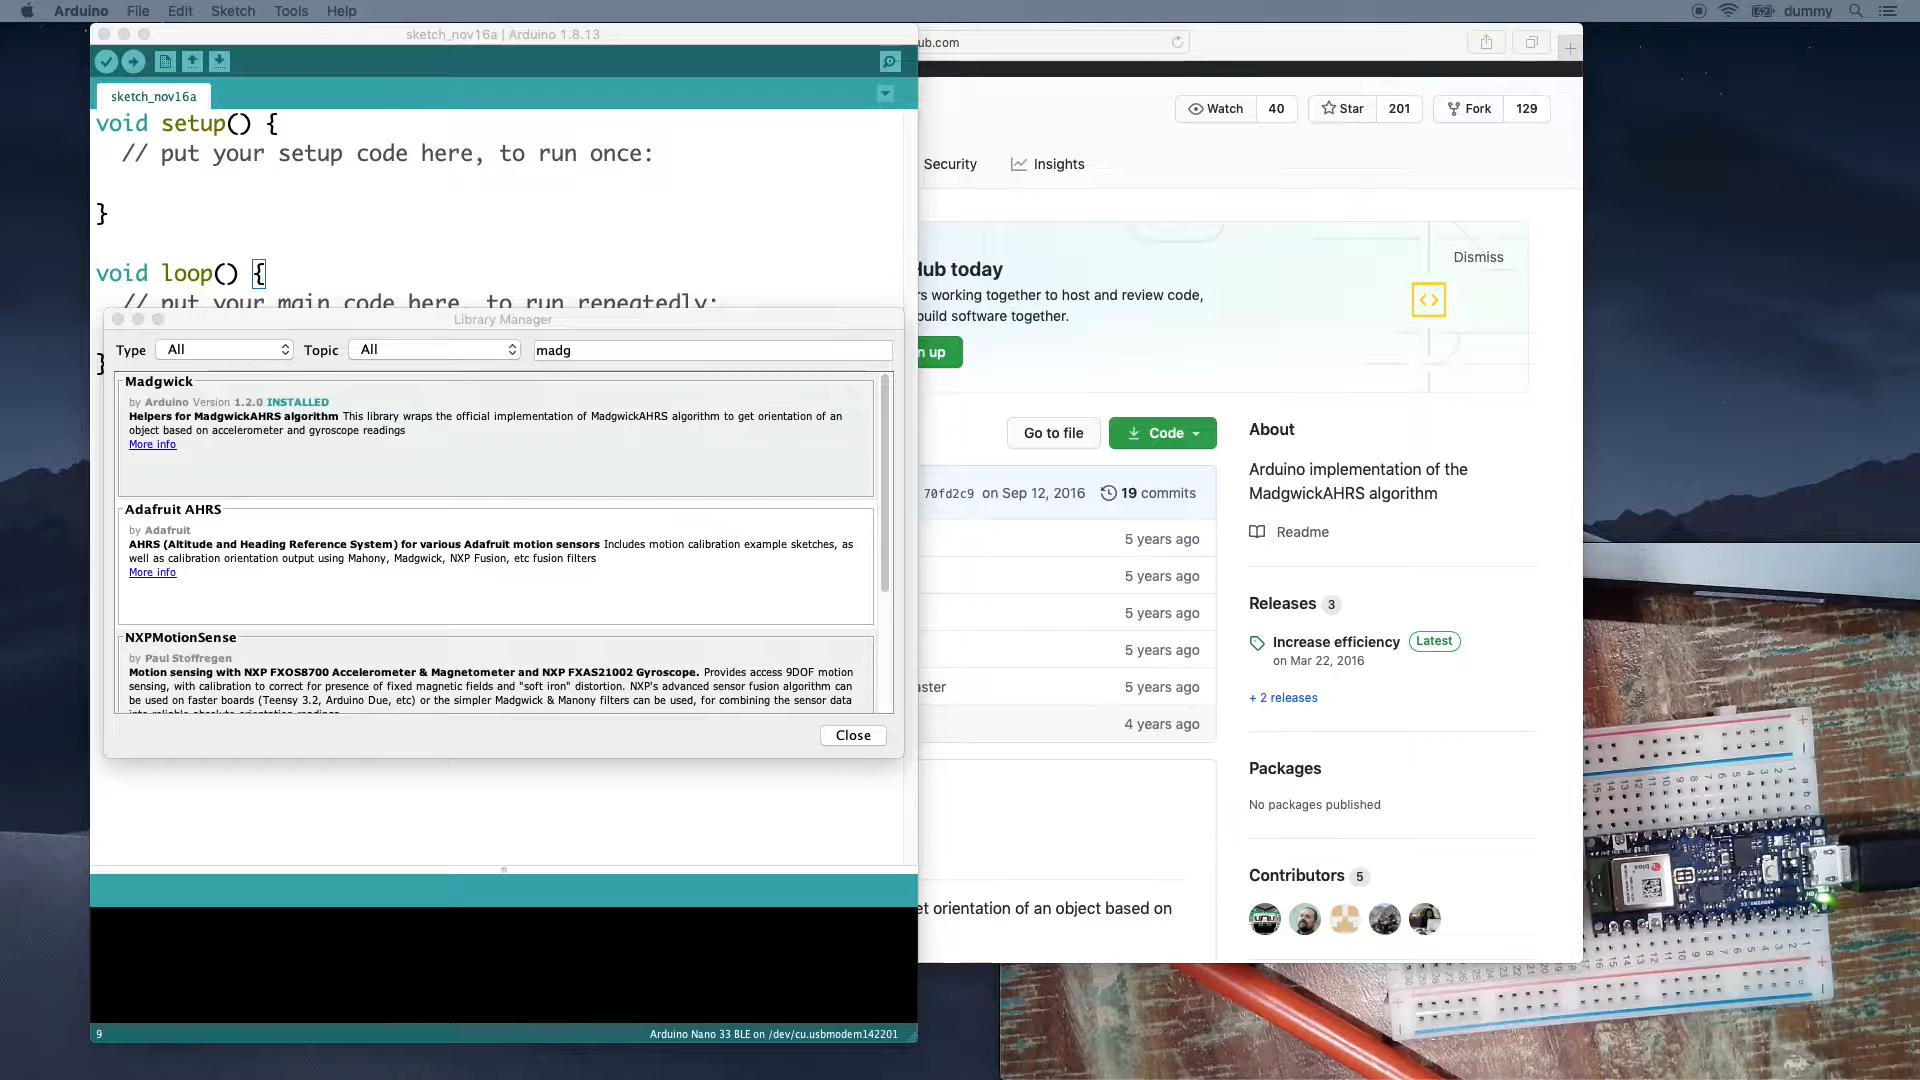 Arduino File Edit Sketch Tools Help
dummy
sketch_nov16a | Arduino 1.8.13
sketch_nov16a
void setup() {
// put your setup code here, to run once:
}
void loop() {
// put your main code here, to run repeatedly:
}
Library Manager
Type All Topic All madg
Madgwick
by Arduino Version 1.2.0 INSTALLED
Helpers for MadgwickAHRS algorithm This library wraps the official implementation of MadgwickAHRS algorithm to get orientation of an
object based on accelerometer and gyroscope readings
More info
Adafruit AHRS
by Adafruit
AHRS (Altitude and Heading Reference System) for various Adafruit motion sensors Includes motion calibration example sketches, as
well as calibration orientation output using Mahony, Madgwick, NXP Fusion, etc fusion filters
More info
NXPMotionSense
by Paul Stoffregen
Motion sensing with NXP FXOS8700 Accelerometer & Magnetometer and NXP FXAS21002 Gyroscope. Provides access 9DOF motion
sensing, with calibration to correct for presence of fixed magnetic fields and "soft iron" distortion. NXP's advanced sensor fusion algorithm can
be used on faster boards (Teensy 3.2, Arduino Due, etc) or the simpler Madgwick & Manony filters can be used, for combining the sensor data
Close
9
Arduino Nano 33 BLE on /dev/cu.usbmodem142201
ub.com
Watch 40
Star 201
Fork 129
Security
Insights
Hub today
rs working together to host and review code,
build software together.
n up
Dismiss
Go to file
Code
70fd2c9 on Sep 12, 2016 19 commits
5 years ago
5 years ago
5 years ago
5 years ago
aster 5 years ago
4 years ago
et orientation of an object based on
About
Arduino implementation of the
MadgwickAHRS algorithm
Readme
Releases 3
Increase efficiency Latest
on Mar 22, 2016
+ 2 releases
Packages
No packages published
Contributors 5